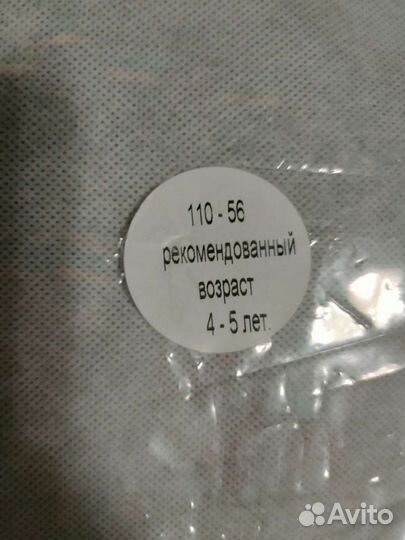 110 - 56
рекомендованный
возраст
4 - 5 лет.
Avito